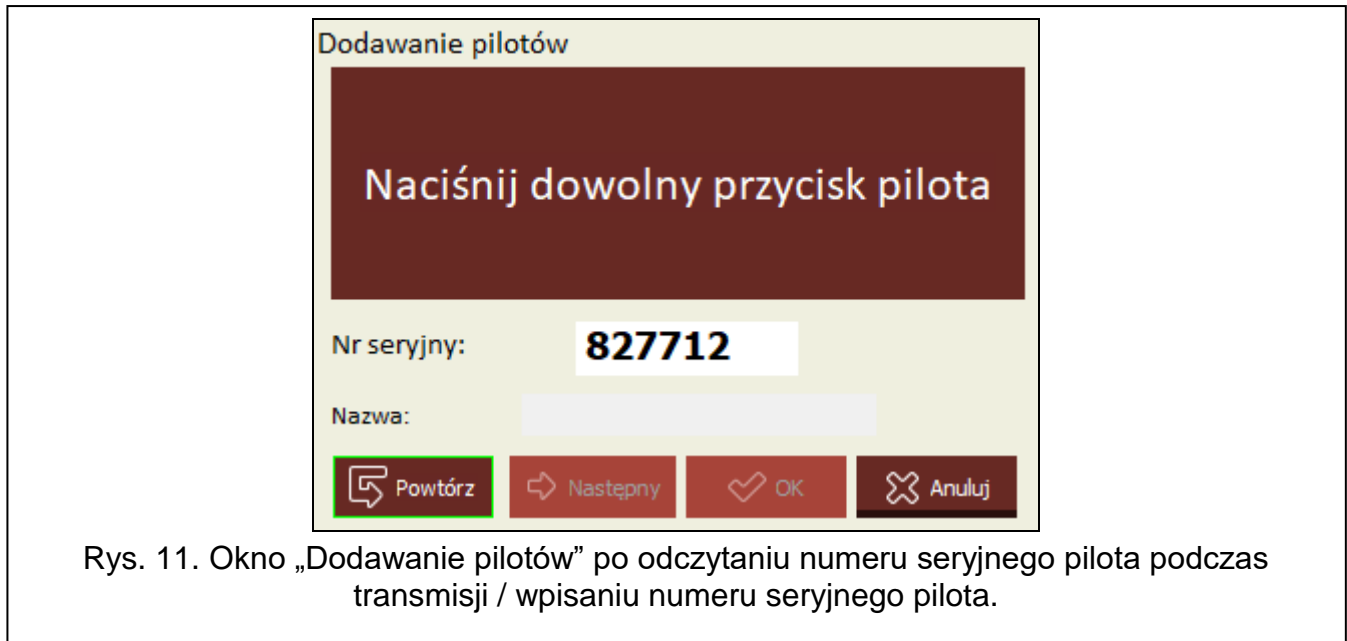 Dodawanie pilotów
Naciśnij dowolny przycisk pilota
Nr seryjny: 827712
Nazwa:
Powtórz Następny OK Anuluj
Rys. 11. Okno „Dodawanie pilotów” po odczytaniu numeru seryjnego pilota podczas
transmisji / wpisaniu numeru seryjnego pilota.